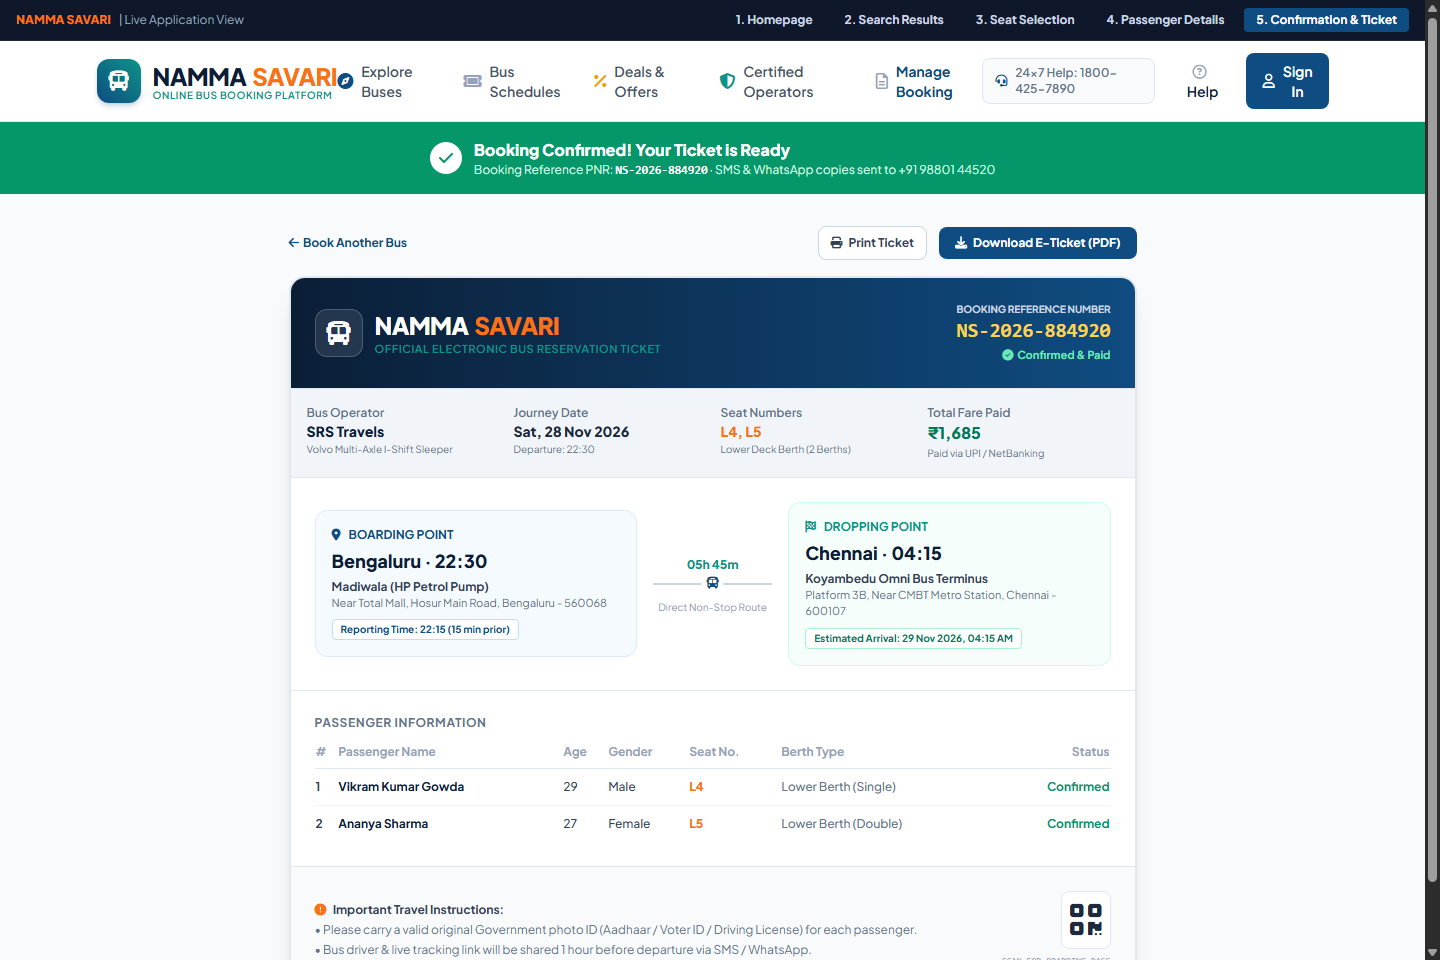 NAMMA SAVARI | Live Application View
1. Homepage
2. Search Results
3. Seat Selection
4. Passenger Details
5. Confirmation & Ticket
NAMMA SAVARI
ONLINE BUS BOOKING PLATFORM
Explore
Buses
Bus
Schedules
Deals &
Offers
Certified
Operators
Manage
Booking
24×7 Help: 1800-
425-7890
Help
Sign
In
Booking Confirmed! Your Ticket is Ready
Booking Reference PNR: NS-2026-884920 · SMS & WhatsApp copies sent to +91 98801 44520
← Book Another Bus
Print Ticket
Download E-Ticket (PDF)
NAMMA SAVARI
OFFICIAL ELECTRONIC BUS RESERVATION TICKET
BOOKING REFERENCE NUMBER
NS-2026-884920
Confirmed & Paid
Bus Operator
SRS Travels
Volvo Multi-Axle I-Shift Sleeper
Journey Date
Sat, 28 Nov 2026
Departure: 22:30
Seat Numbers
L4, L5
Lower Deck Berth (2 Berths)
Total Fare Paid
₹1,685
Paid via UPI / NetBanking
BOARDING POINT
Bengaluru · 22:30
Madiwala (HP Petrol Pump)
Near Total Mall, Hosur Main Road, Bengaluru - 560068
Reporting Time: 22:15 (15 min prior)
05h 45m
Direct Non-Stop Route
DROPPING POINT
Chennai · 04:15
Koyambedu Omni Bus Terminus
Platform 3B, Near CMBT Metro Station, Chennai -
600107
Estimated Arrival: 29 Nov 2026, 04:15 AM
PASSENGER INFORMATION
# Passenger Name Age Gender Seat No. Berth Type Status
1 Vikram Kumar Gowda 29 Male L4 Lower Berth (Single) Confirmed
2 Ananya Sharma 27 Female L5 Lower Berth (Double) Confirmed
Important Travel Instructions:
• Please carry a valid original Government photo ID (Aadhaar / Voter ID / Driving License) for each passenger.
• Bus driver & live tracking link will be shared 1 hour before departure via SMS / WhatsApp.